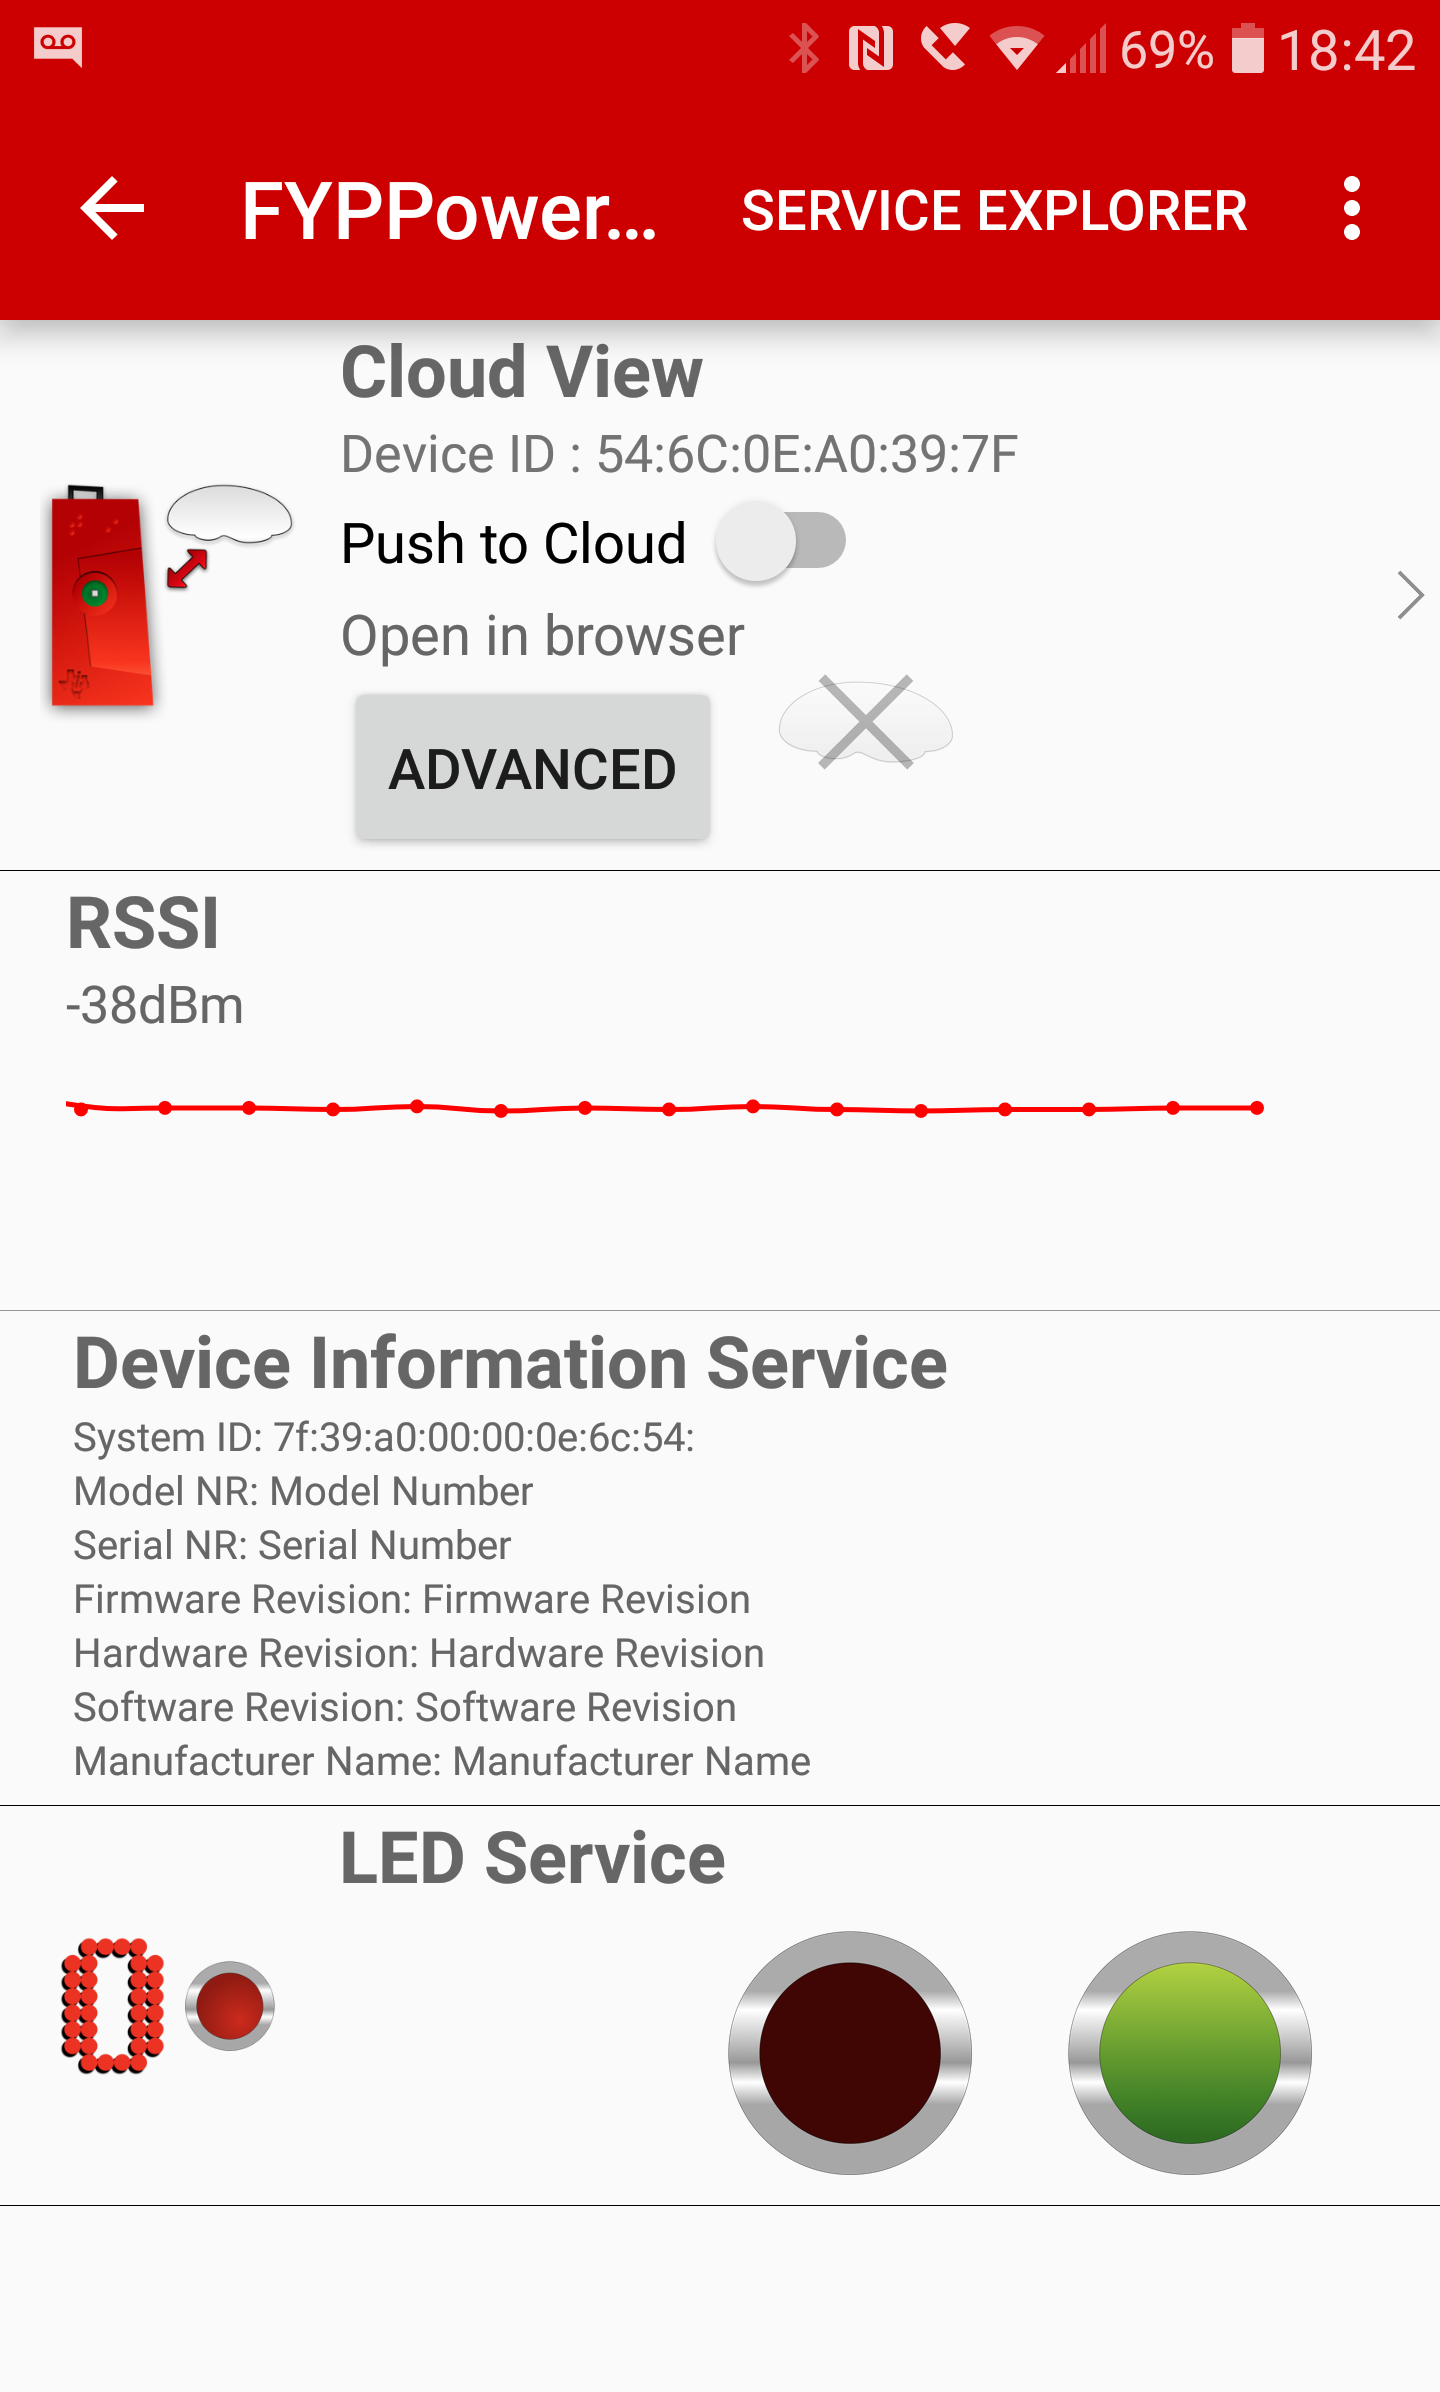 69% 18:42
FYPPower... SERVICE EXPLORER
Cloud View
Device ID : 54:6C:0E:A0:39:7F
Push to Cloud
Open in browser
ADVANCED
RSSI
-38dBm
Device Information Service
System ID: 7f:39:a0:00:00:0e:6c:54:
Model NR: Model Number
Serial NR: Serial Number
Firmware Revision: Firmware Revision
Hardware Revision: Hardware Revision
Software Revision: Software Revision
Manufacturer Name: Manufacturer Name
LED Service
0